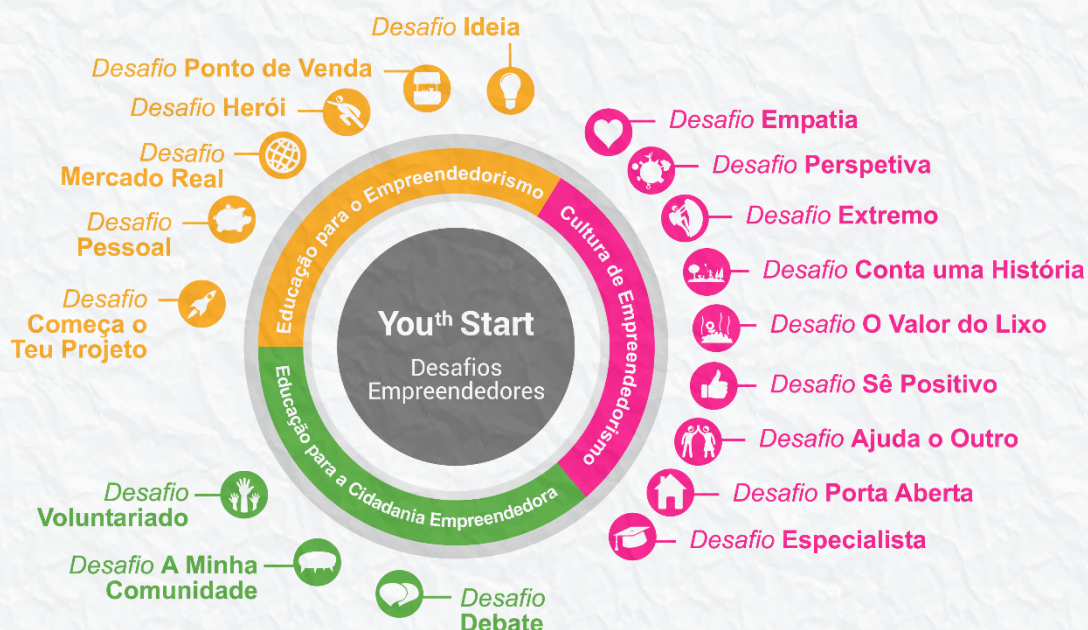 Desafio Ideia
Desafio Ponto de Venda
Desafio Herói
Desafio
Mercado Real
Desafio
Pessoal
Desafio
Começa o
Teu Projeto
Educação para o Empreendedorismo
Cultura de Empreendedorismo
Educação para a Cidadania Empreendedora
Youth Start
Desafios
Empreendedores
Desafio Empatia
Desafio Perspetiva
Desafio Extremo
Desafio Conta uma História
Desafio O Valor do Lixo
Desafio Sê Positivo
Desafio Ajuda o Outro
Desafio Porta Aberta
Desafio Especialista
Desafio
Voluntariado
Desafio A Minha
Comunidade
Desafio
Debate